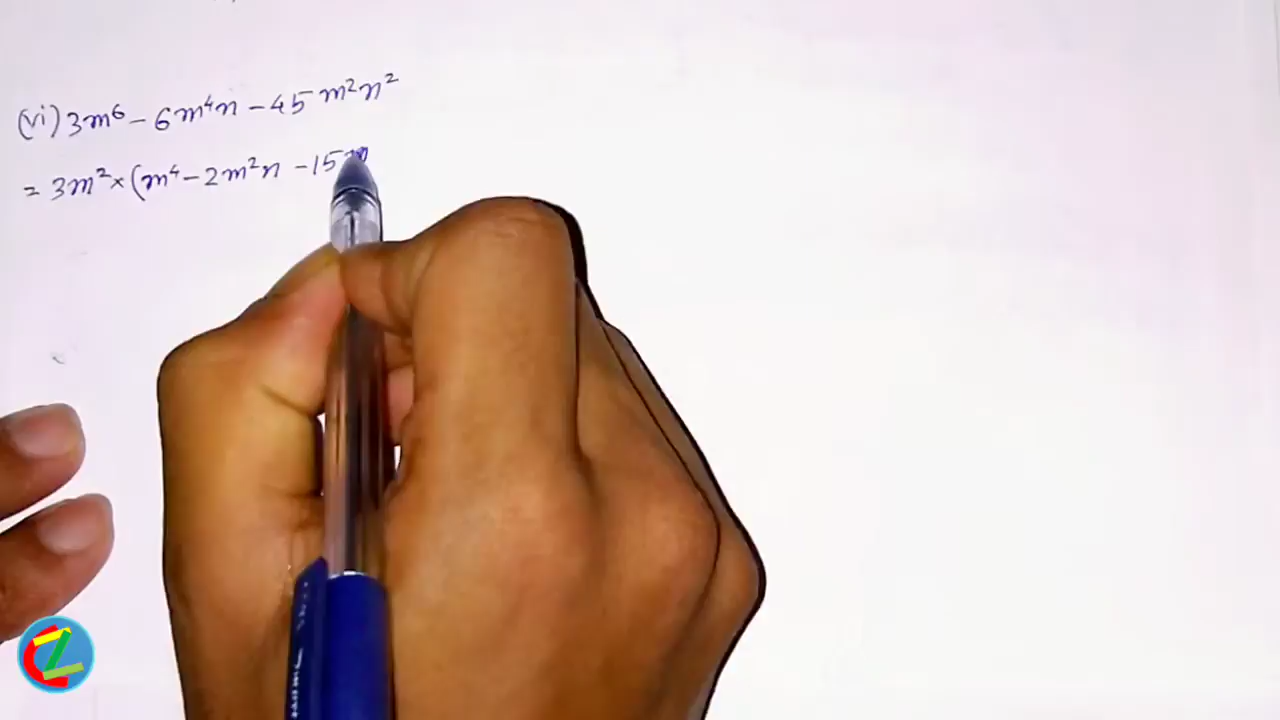 (vi) 3m⁶ - 6m⁴n - 45m²n²
= 3m² × (m⁴ - 2m²n - 15